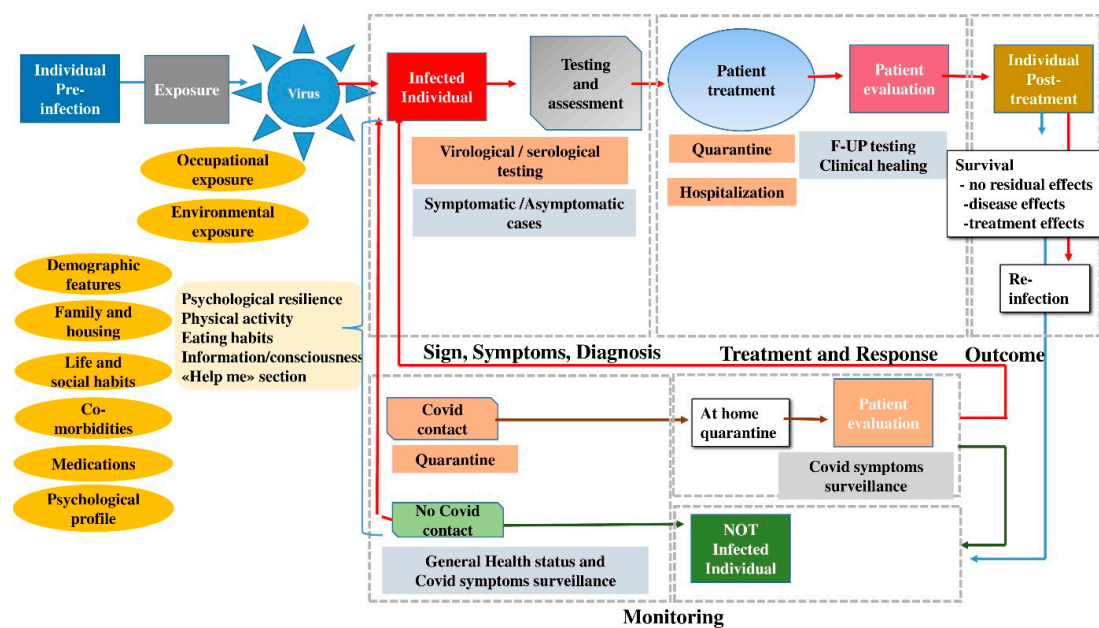 Individual
Pre-
infection
Exposure
Virus
Infected
Individual
Testing
and
assessment
Patient
treatment
Patient
evaluation
Individual
Post-
treatment
Occupational
exposure
Environmental
exposure
Virological / serological
testing
Symptomatic /Asymptomatic
cases
Quarantine
Hospitalization
F-UP testing
Clinical healing
Survival
- no residual effects
-disease effects
-treatment effects
Re-
infection
Demographic
features
Family and
housing
Life and
social habits
Co-
morbidities
Medications
Psychological
profile
Psychological resilience
Physical activity
Eating habits
Information/consciousness
«Help me» section
Sign, Symptoms, Diagnosis
Treatment and Response
Outcome
Covid
contact
Quarantine
At home
quarantine
Patient
evaluation
Covid symptoms
surveillance
No Covid
contact
General Health status and
Covid symptoms surveillance
NOT
Infected
Individual
Monitoring